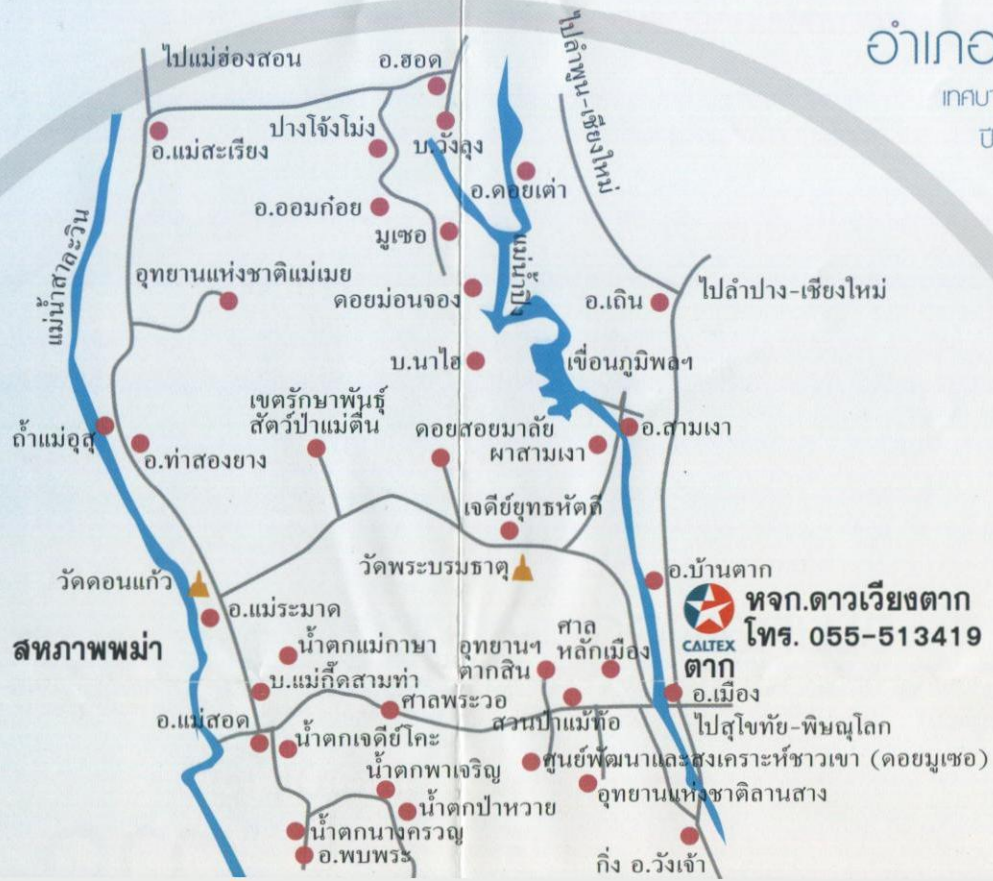 อำเภอ
ไปแม่ฮ่องสอน
อ.ฮอด
ไปลำพูน-เชียงใหม่
ปางโจ้งโม่ง
บ.วังลุง
อ.แม่สะเรียง
อ.ดอยเต่า
อ.ออมก๋อย
มูเซอ
แม่น้ำสาละวิน
อุทยานแห่งชาติแม่เมย
ดอยม่อนจอง
แม่น้ำปิง
อ.เถิน
ไปลำปาง-เชียงใหม่
บ.นาไฮ
เขื่อนภูมิพลฯ
เขตรักษาพันธุ์
สัตว์ป่าแม่ตื่น
ถ้ำแม่อุสุ
อ.ท่าสองยาง
ดอยสอยมาลัย
ผาสามเงา
อ.สามเงา
เจดีย์ยุทธหัตถี
วัดพระบรมธาตุ
วัดดอนแก้ว
อ.บ้านตาก
อ.แม่ระมาด
สหภาพพม่า
CALTEX
หจก.ดาวเวียงตาก
โทร. 055-513419
ตาก
น้ำตกแม่กาษา
อุทยานฯ
ตากสิน
ศาล
หลักเมือง
บ.แม่กี๊ดสามท่า
ศาลพระวอ
สวนป่าแม้ท้อ
อ.เมือง
อ.แม่สอด
ไปสุโขทัย-พิษณุโลก
น้ำตกเจดีย์โคะ
ศูนย์พัฒนาและสงเคราะห์ชาวเขา (ดอยมูเซอ)
น้ำตกพาเจริญ
อุทยานแห่งชาติลานสาง
น้ำตกป่าหวาย
น้ำตกนางครวญ
อ.พบพระ
กิ่ง อ.วังเจ้า